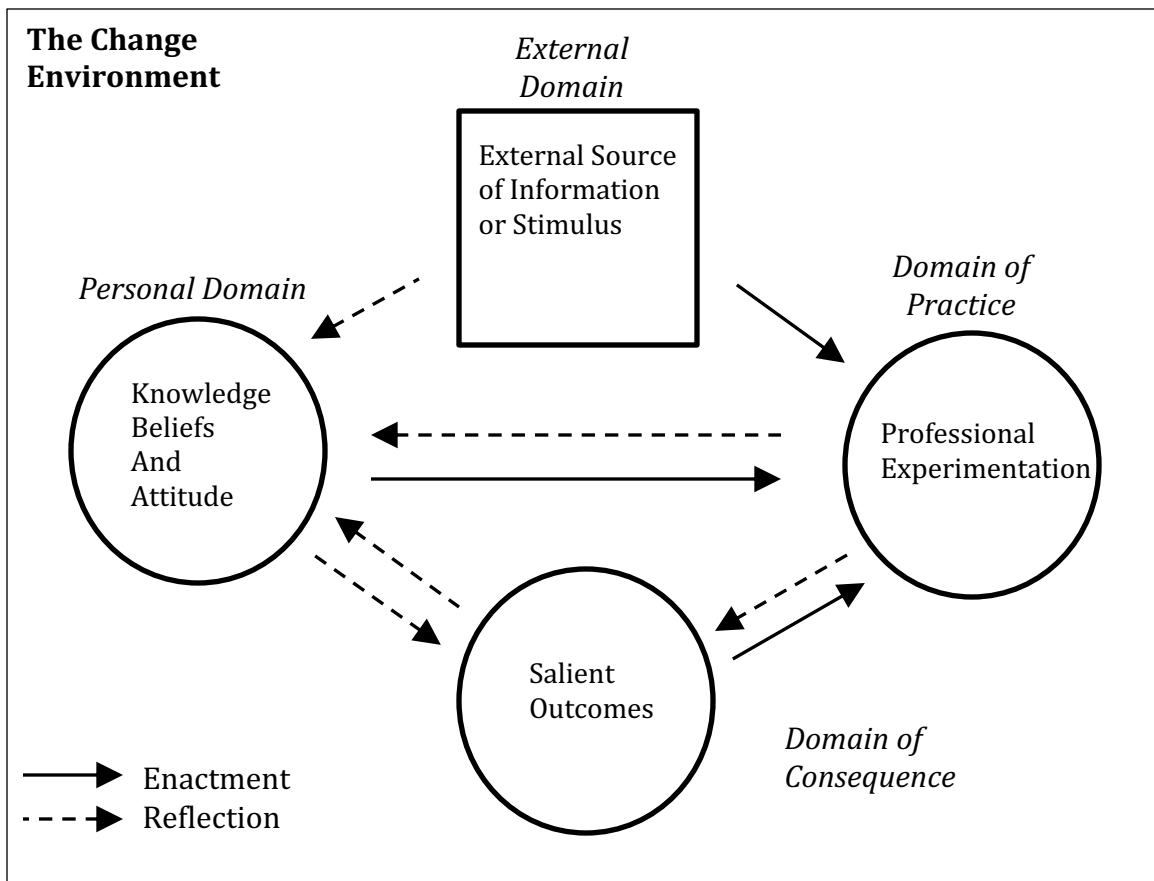 The Change
Environment
External
Domain
External Source
of Information
or Stimulus
Personal Domain
Domain of
Practice
Knowledge
Beliefs
And
Attitude
Professional
Experimentation
Salient
Outcomes
Domain of
Consequence
Enactment
Reflection